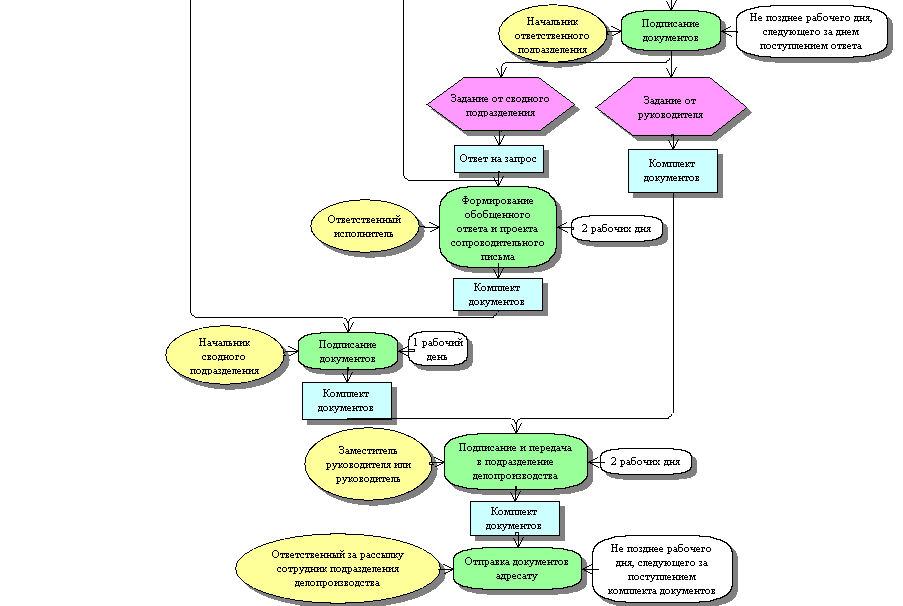 Начальник
ответственного
подпразделения
Подписание
документов
Не позднее рабочего дня,
следующего за днем
поступлением ответа
Задание от сводного
подразделения
Задание от
руководителя
Ответ на запрос
Комплект
документов
Ответственный
исполнитель
Формирование
обобщенного
ответа и проекта
сопроводительного
письма
2 рабочих дня
Комплект
документов
Начальник
сводного
подразделения
Подписание
документов
1 рабочий
день
Комплект
документов
Заместитель
руководителя или
руководитель
Подписание и передача
в подразделение
делопроизводства
2 рабочих дня
Комплект
документов
Ответственный за рассылку
сотрудник подразделения
делопроизводства
Отправка документов
адресату
Не позднее рабочего
дня, следующего за
поступлением
комплекта документов